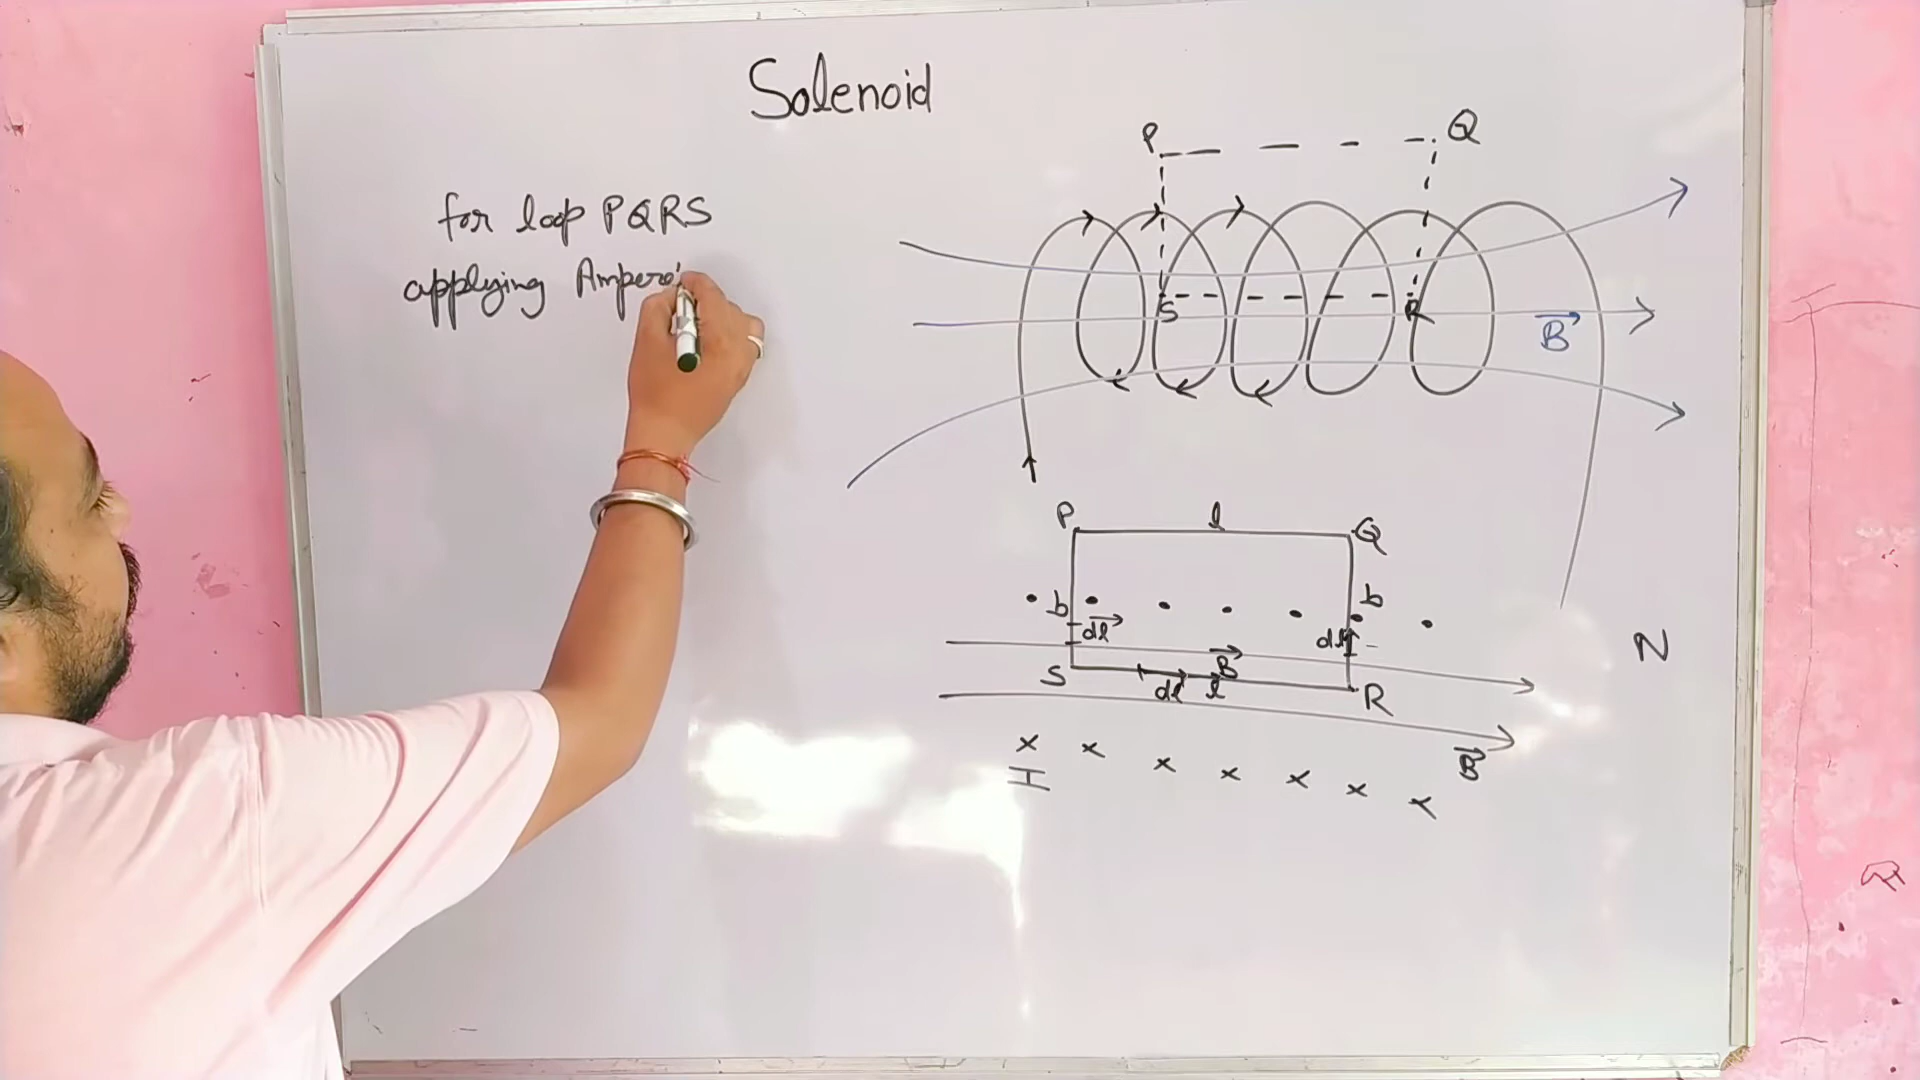 Solenoid
for loop PQRS
applying Ampere'
P Q
S R
B
P l Q
b b
dl dl
B
S dl l R
N
B
× × × × × × ×
I